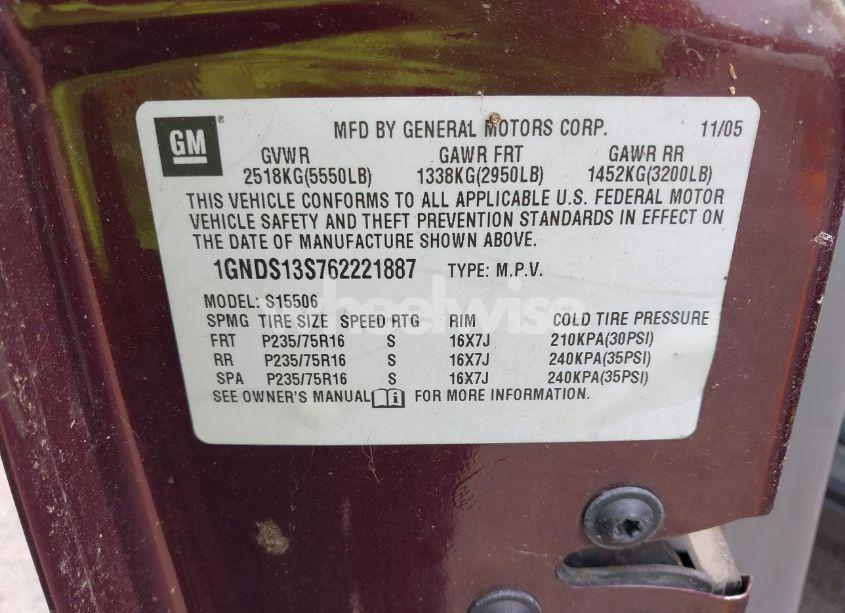 GM
MFD BY GENERAL MOTORS CORP. 11/05
GVWR GAWR FRT GAWR RR
2518KG(5550LB) 1338KG(2950LB) 1452KG(3200LB)
THIS VEHICLE CONFORMS TO ALL APPLICABLE U.S. FEDERAL MOTOR
VEHICLE SAFETY AND THEFT PREVENTION STANDARDS IN EFFECT ON
THE DATE OF MANUFACTURE SHOWN ABOVE.
1GNDS13S762221887 TYPE: M.P.V.
MODEL: S15506
wheelwise
SPMG TIRE SIZE SPEED RTG RIM COLD TIRE PRESSURE
FRT P235/75R16 S 16X7J 210KPA(30PSI)
RR P235/75R16 S 16X7J 240KPA(35PSI)
SPA P235/75R16 S 16X7J 240KPA(35PSI)
SEE OWNER'S MANUAL i FOR MORE INFORMATION.